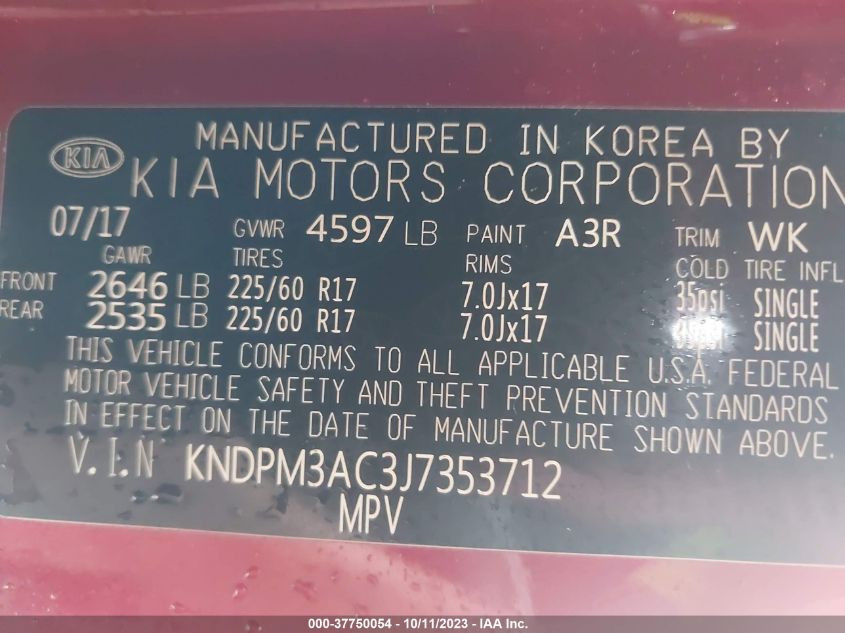 MANUFACTURED IN KOREA BY
KIA KIA MOTORS CORPORATION
07/17 GVWR 4597 LB PAINT A3R TRIM WK
GAWR TIRES RIMS COLD TIRE INFL
FRONT 2646 LB 225/60 R17 7.0Jx17 35psi SINGLE
REAR 2535 LB 225/60 R17 7.0Jx17 SINGLE
THIS VEHICLE CONFORMS TO ALL APPLICABLE U.S.A. FEDERAL
MOTOR VEHICLE SAFETY AND THEFT PREVENTION STANDARDS
IN EFFECT ON THE DATE OF MANUFACTURE SHOWN ABOVE.
V.I.N KNDPM3AC3J7353712
MPV
000-37750054 - 10/11/2023 - IAA Inc.